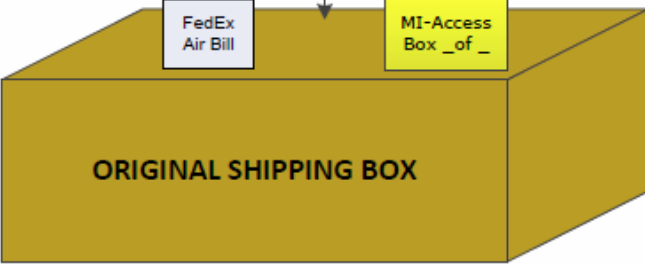 FedEx
Air Bill
MI-Access
Box _of _
ORIGINAL SHIPPING BOX